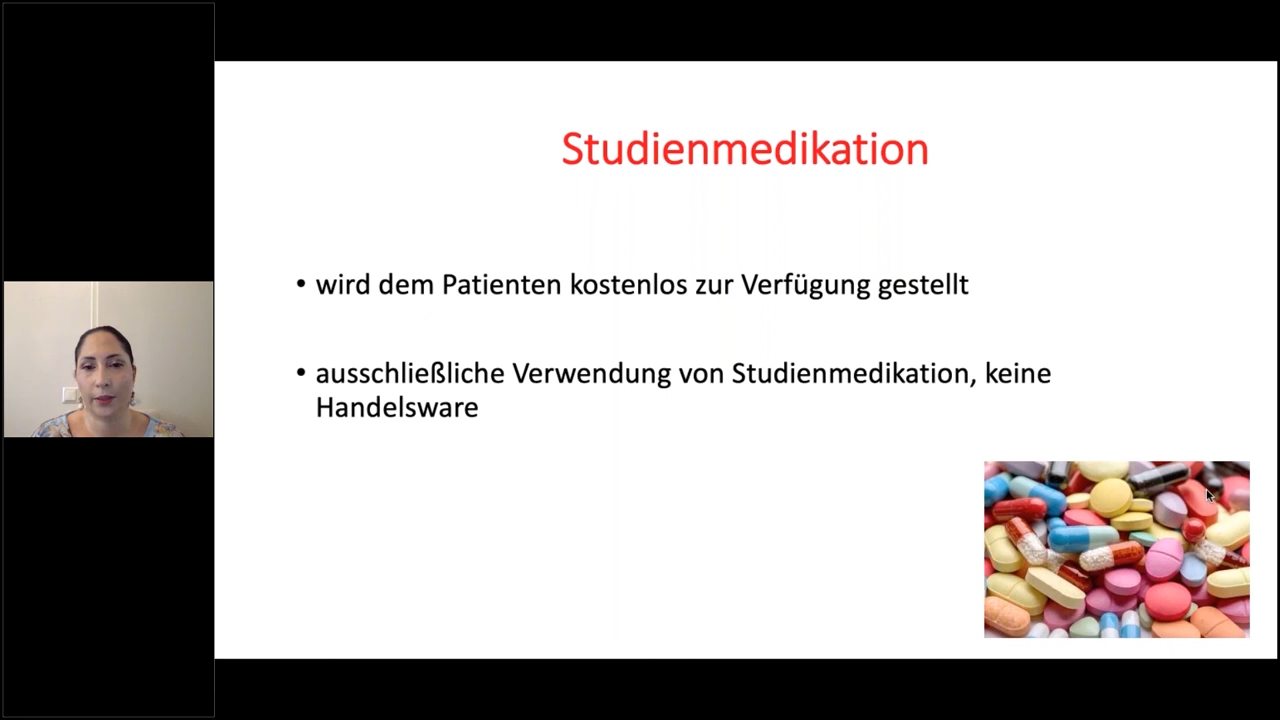 Studienmedikation
• wird dem Patienten kostenlos zur Verfügung gestellt
• ausschließliche Verwendung von Studienmedikation, keine
Handelsware